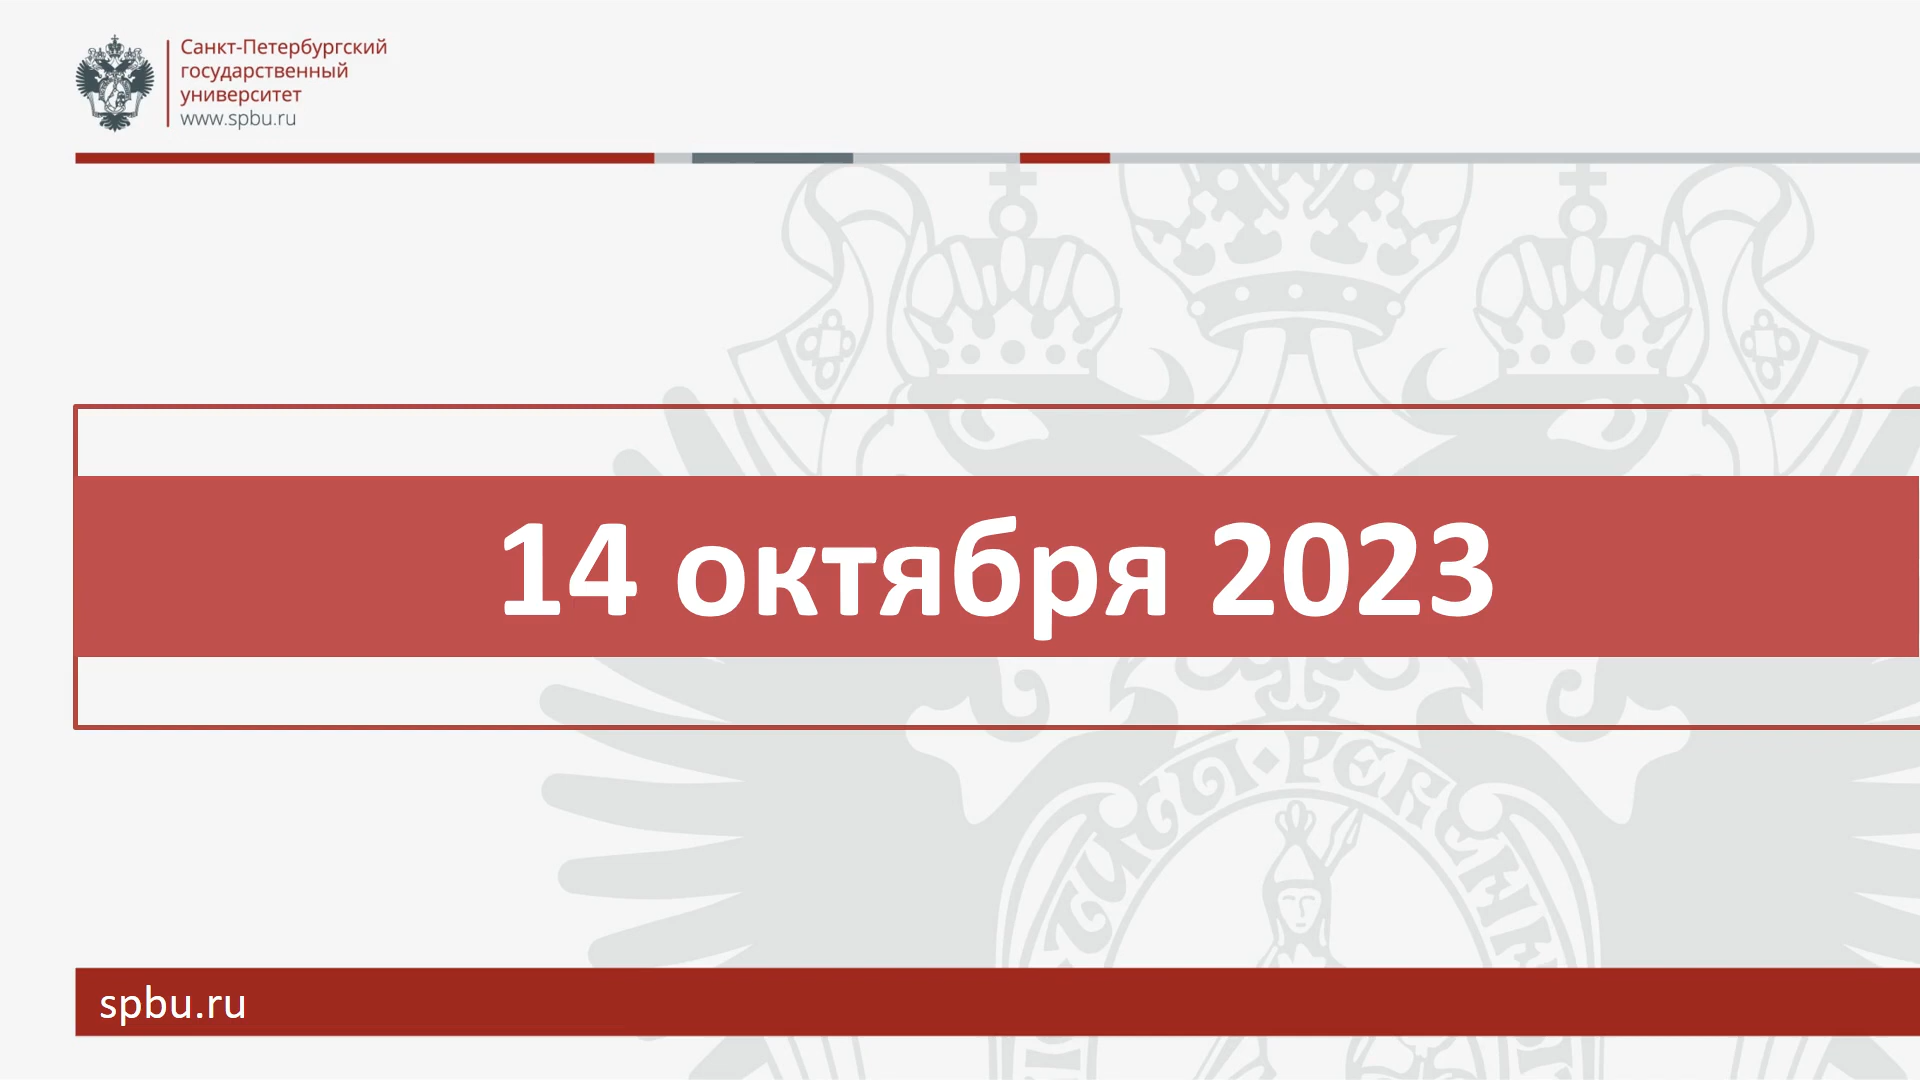 Санкт-Петербургский
государственный
университет
www.spbu.ru
14 октября 2023
spbu.ru